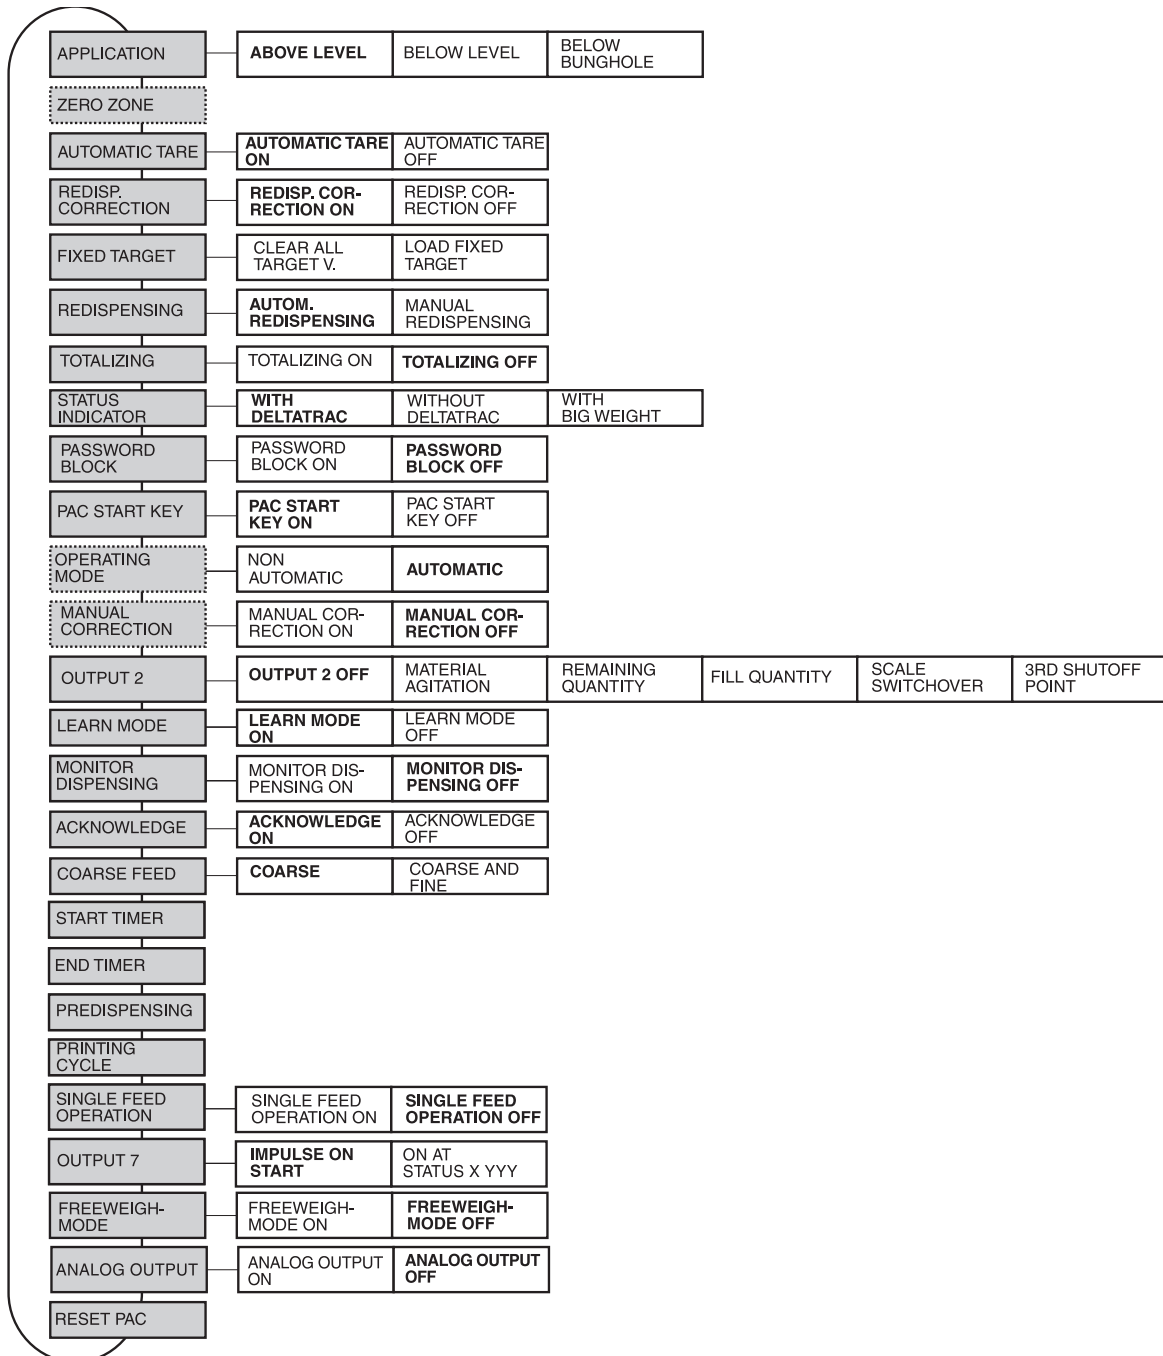 APPLICATION
ABOVE LEVEL
BELOW LEVEL
BELOW
BUNGHOLE
ZERO ZONE
AUTOMATIC TARE
AUTOMATIC TARE
ON
AUTOMATIC TARE
OFF
REDISP.
CORRECTION
REDISP. COR-
RECTION ON
REDISP. COR-
RECTION OFF
FIXED TARGET
CLEAR ALL
TARGET V.
LOAD FIXED
TARGET
REDISPENSING
AUTOM.
REDISPENSING
MANUAL
REDISPENSING
TOTALIZING
TOTALIZING ON
TOTALIZING OFF
STATUS
INDICATOR
WITH
DELTATRAC
WITHOUT
DELTATRAC
WITH
BIG WEIGHT
PASSWORD
BLOCK
PASSWORD
BLOCK ON
PASSWORD
BLOCK OFF
PAC START KEY
PAC START
KEY ON
PAC START
KEY OFF
OPERATING
MODE
NON
AUTOMATIC
AUTOMATIC
MANUAL
CORRECTION
MANUAL COR-
RECTION ON
MANUAL COR-
RECTION OFF
OUTPUT 2
OUTPUT 2 OFF
MATERIAL
AGITATION
REMAINING
QUANTITY
FILL QUANTITY
SCALE
SWITCHOVER
3RD SHUTOFF
POINT
LEARN MODE
LEARN MODE
ON
LEARN MODE
OFF
MONITOR
DISPENSING
MONITOR DIS-
PENSING ON
MONITOR DIS-
PENSING OFF
ACKNOWLEDGE
ACKNOWLEDGE
ON
ACKNOWLEDGE
OFF
COARSE FEED
COARSE
COARSE AND
FINE
START TIMER
END TIMER
PREDISPENSING
PRINTING
CYCLE
SINGLE FEED
OPERATION
SINGLE FEED
OPERATION ON
SINGLE FEED
OPERATION OFF
OUTPUT 7
IMPULSE ON
START
ON AT
STATUS X YYY
FREEWEIGH-
MODE
FREEWEIGH-
MODE ON
FREEWEIGH-
MODE OFF
ANALOG OUTPUT
ANALOG OUTPUT
ON
ANALOG OUTPUT
OFF
RESET PAC